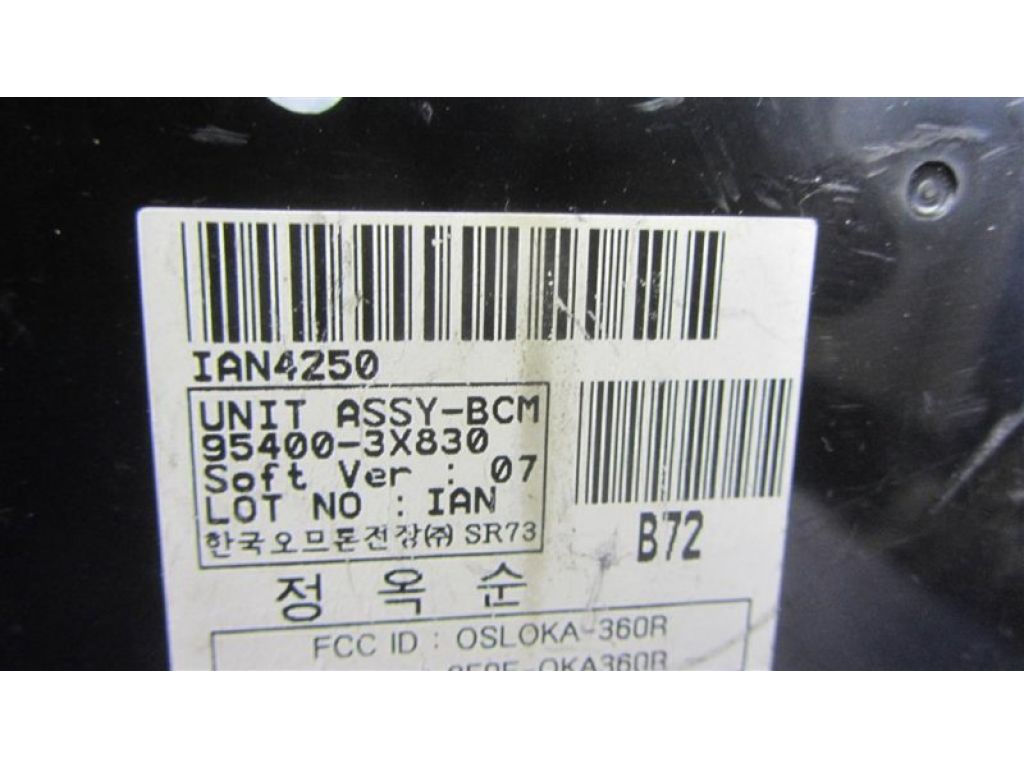 IAN4250
UNIT ASSY-BCM
95400-3X830
Soft Ver : 07
LOT NO : IAN
한국오므론전장㈜ SR73
B72
정 옥 순
FCC ID : OSLOKA-360R